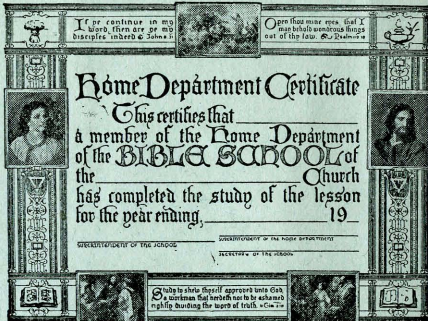 If ye continue in my
word, then are ye my
disciples indeed
John 8:
Open thou mine eyes, that I
may behold wondrous things
out of thy law.
Psalm
Home Department Certificate
This certifies that
a member of the Home Department
of the BIBLE SCHOOL of
the Church
has completed the study of the lesson
for the year ending, 19
SUPERINTENDENT OF THE SCHOOL
SUPERINTENDENT OF THE HOME DEPARTMENT
SECRETARY OF THE SCHOOL
Study to shew thyself approved unto God,
a workman that needeth not to be ashamed
rightly dividing the word of truth.